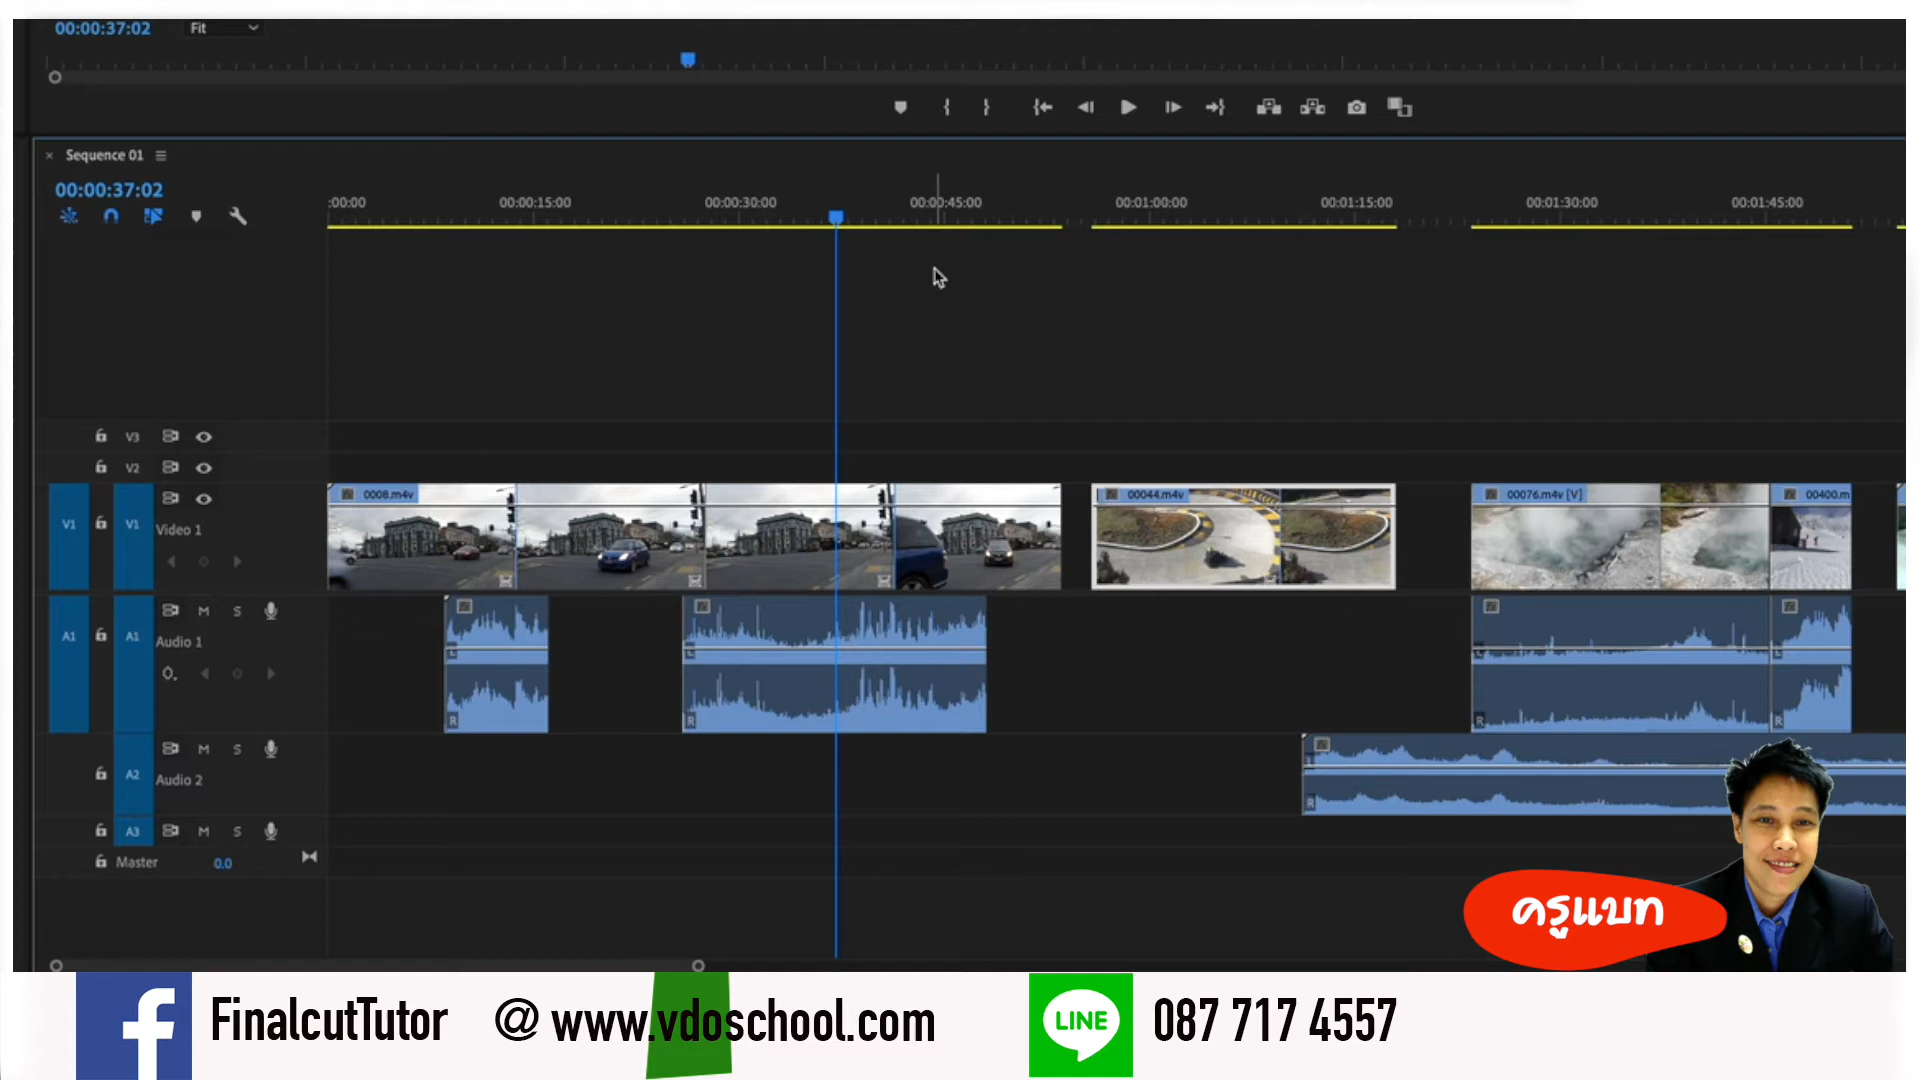 00:00:37:02 Fit
Sequence 01
00:00:37:02
:00:00 00:00:15:00 00:00:30:00 00:00:45:00 00:01:00:00 00:01:15:00 00:01:30:00 00:01:45:00
V3
V2
0008.m4v 00044.m4v 00076.m4v [V] 00400.m
V1 V1 Video 1
M S
A1 A1 Audio 1
L L L L
R R R R
M S
A2 Audio 2
R
A3 M S
Master 0.0
ครูแบท
f FinalcutTutor @ www.vdoschool.com LINE 087 717 4557